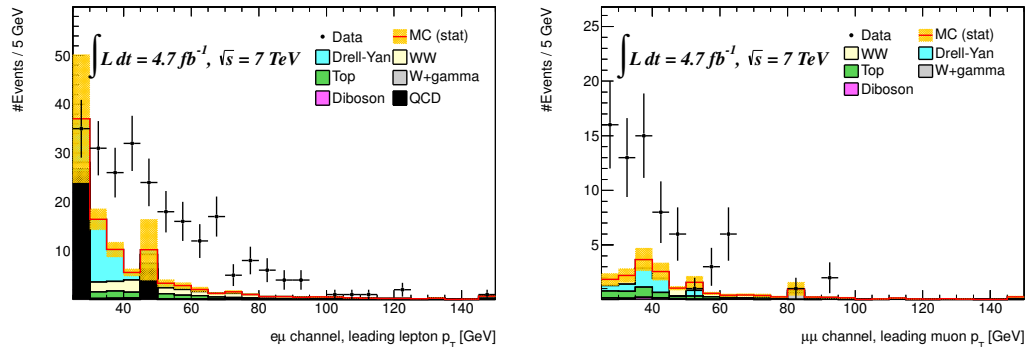 #Events / 5 GeV
50
40
30
20
10
∫ L dt = 4.7 fb⁻¹, √s = 7 TeV
Data
MC (stat)
WW
Drell-Yan
Top
W+gamma
Diboson
QCD
40 60 80 100 120 140
eμ channel, leading lepton p_T [GeV]
#Events / 5 GeV
25
20
15
10
5
∫ L dt = 4.7 fb⁻¹, √s = 7 TeV
Data
MC (stat)
WW
Drell-Yan
Top
W+gamma
Diboson
40 60 80 100 120 140
μμ channel, leading muon p_T [GeV]